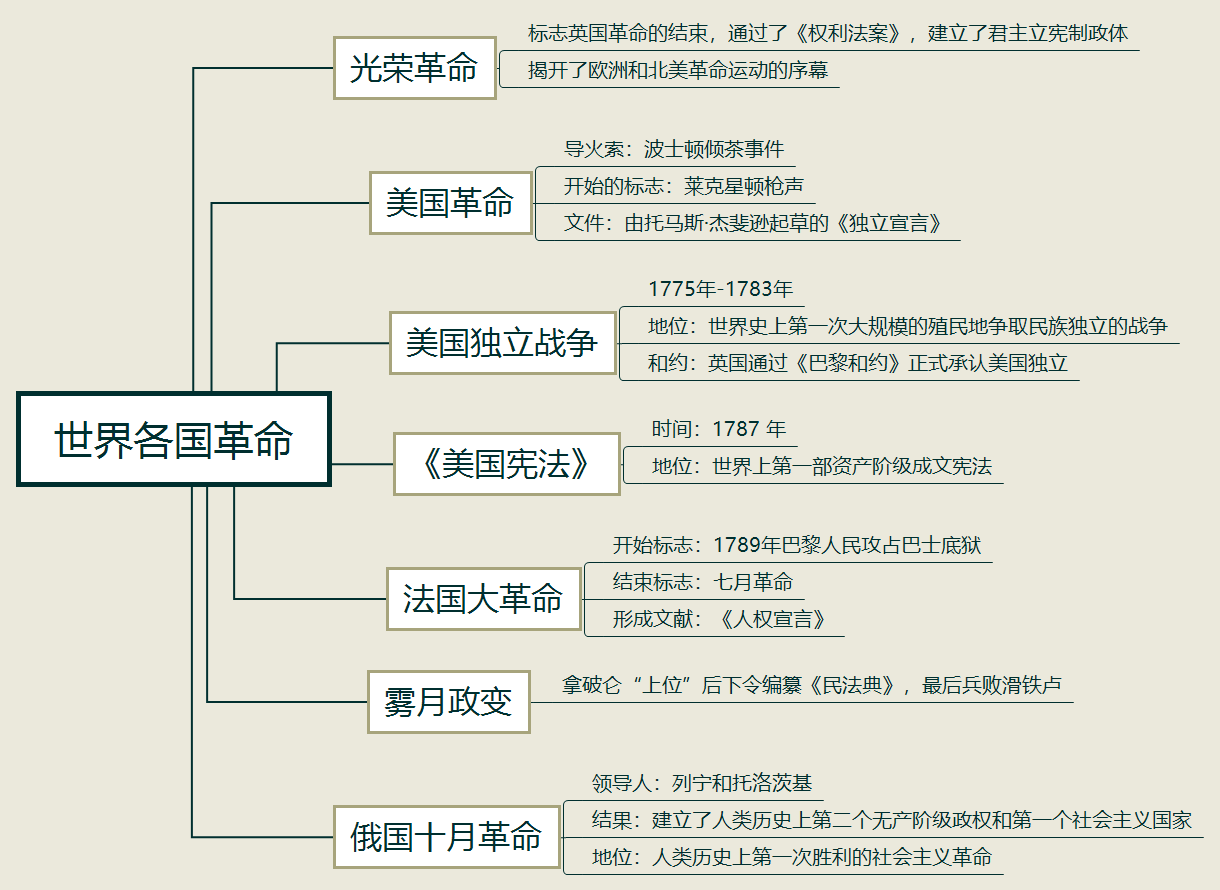 世界各国革命
光荣革命
标志英国革命的结束，通过了《权利法案》，建立了君主立宪制政体
揭开了欧洲和北美革命运动的序幕
美国革命
导火索：波士顿倾茶事件
开始的标志：莱克星顿枪声
文件：由托马斯·杰斐逊起草的《独立宣言》
美国独立战争
1775年-1783年
地位：世界史上第一次大规模的殖民地争取民族独立的战争
和约：英国通过《巴黎和约》正式承认美国独立
《美国宪法》
时间：1787 年
地位：世界上第一部资产阶级成文宪法
法国大革命
开始标志：1789年巴黎人民攻占巴士底狱
结束标志：七月革命
形成文献：《人权宣言》
雾月政变
拿破仑“上位”后下令编纂《民法典》，最后兵败滑铁卢
俄国十月革命
领导人：列宁和托洛茨基
结果：建立了人类历史上第二个无产阶级政权和第一个社会主义国家
地位：人类历史上第一次胜利的社会主义革命